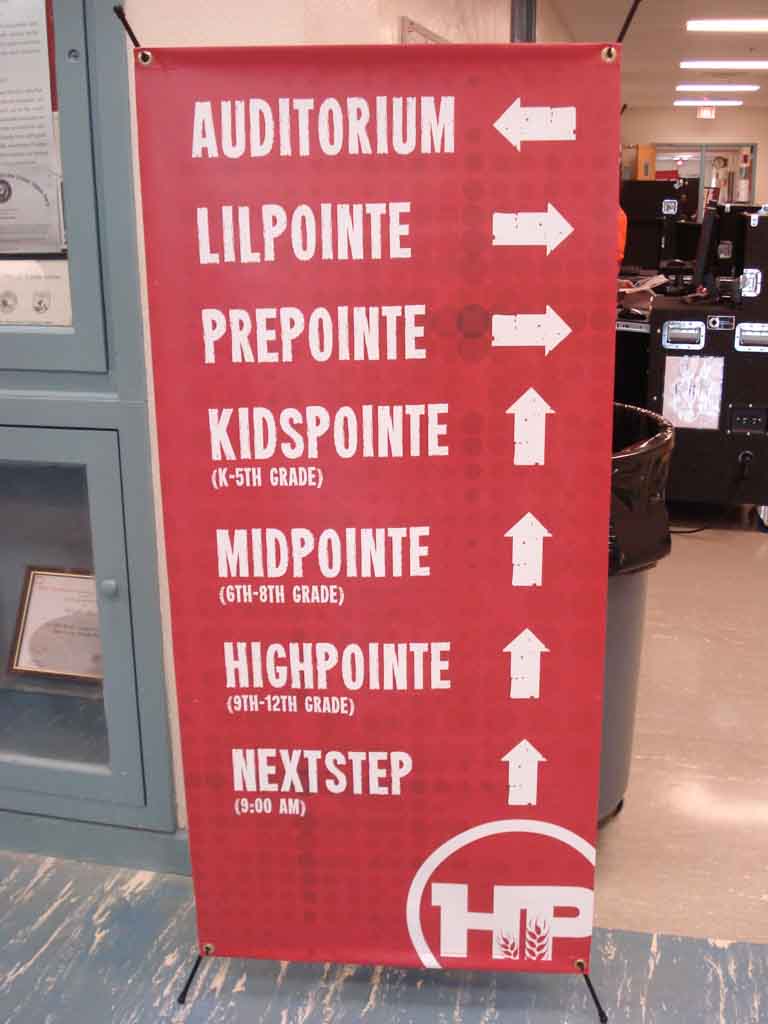 AUDITORIUM
LILPOINTE
PREPOINTE
KIDSPOINTE
(K-5TH GRADE)
MIDPOINTE
(6TH-8TH GRADE)
HIGHPOINTE
(9TH-12TH GRADE)
NEXTSTEP
(9:00 AM)
HP